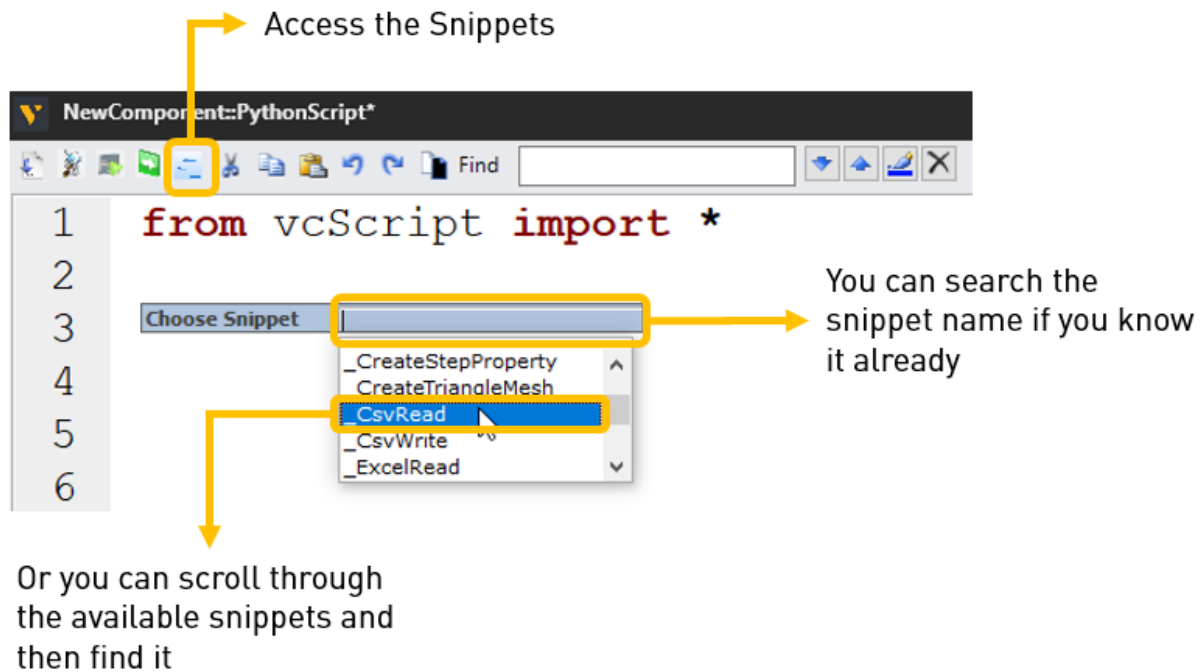 Access the Snippets
NewComponent::PythonScript*
Find
1 from vcScript import *
2
3 Choose Snippet
_CreateStepProperty
_CreateTriangleMesh
4
_CsvRead
_CsvWrite
5
_ExcelRead
6
You can search the
snippet name if you know
it already
Or you can scroll through
the available snippets and
then find it